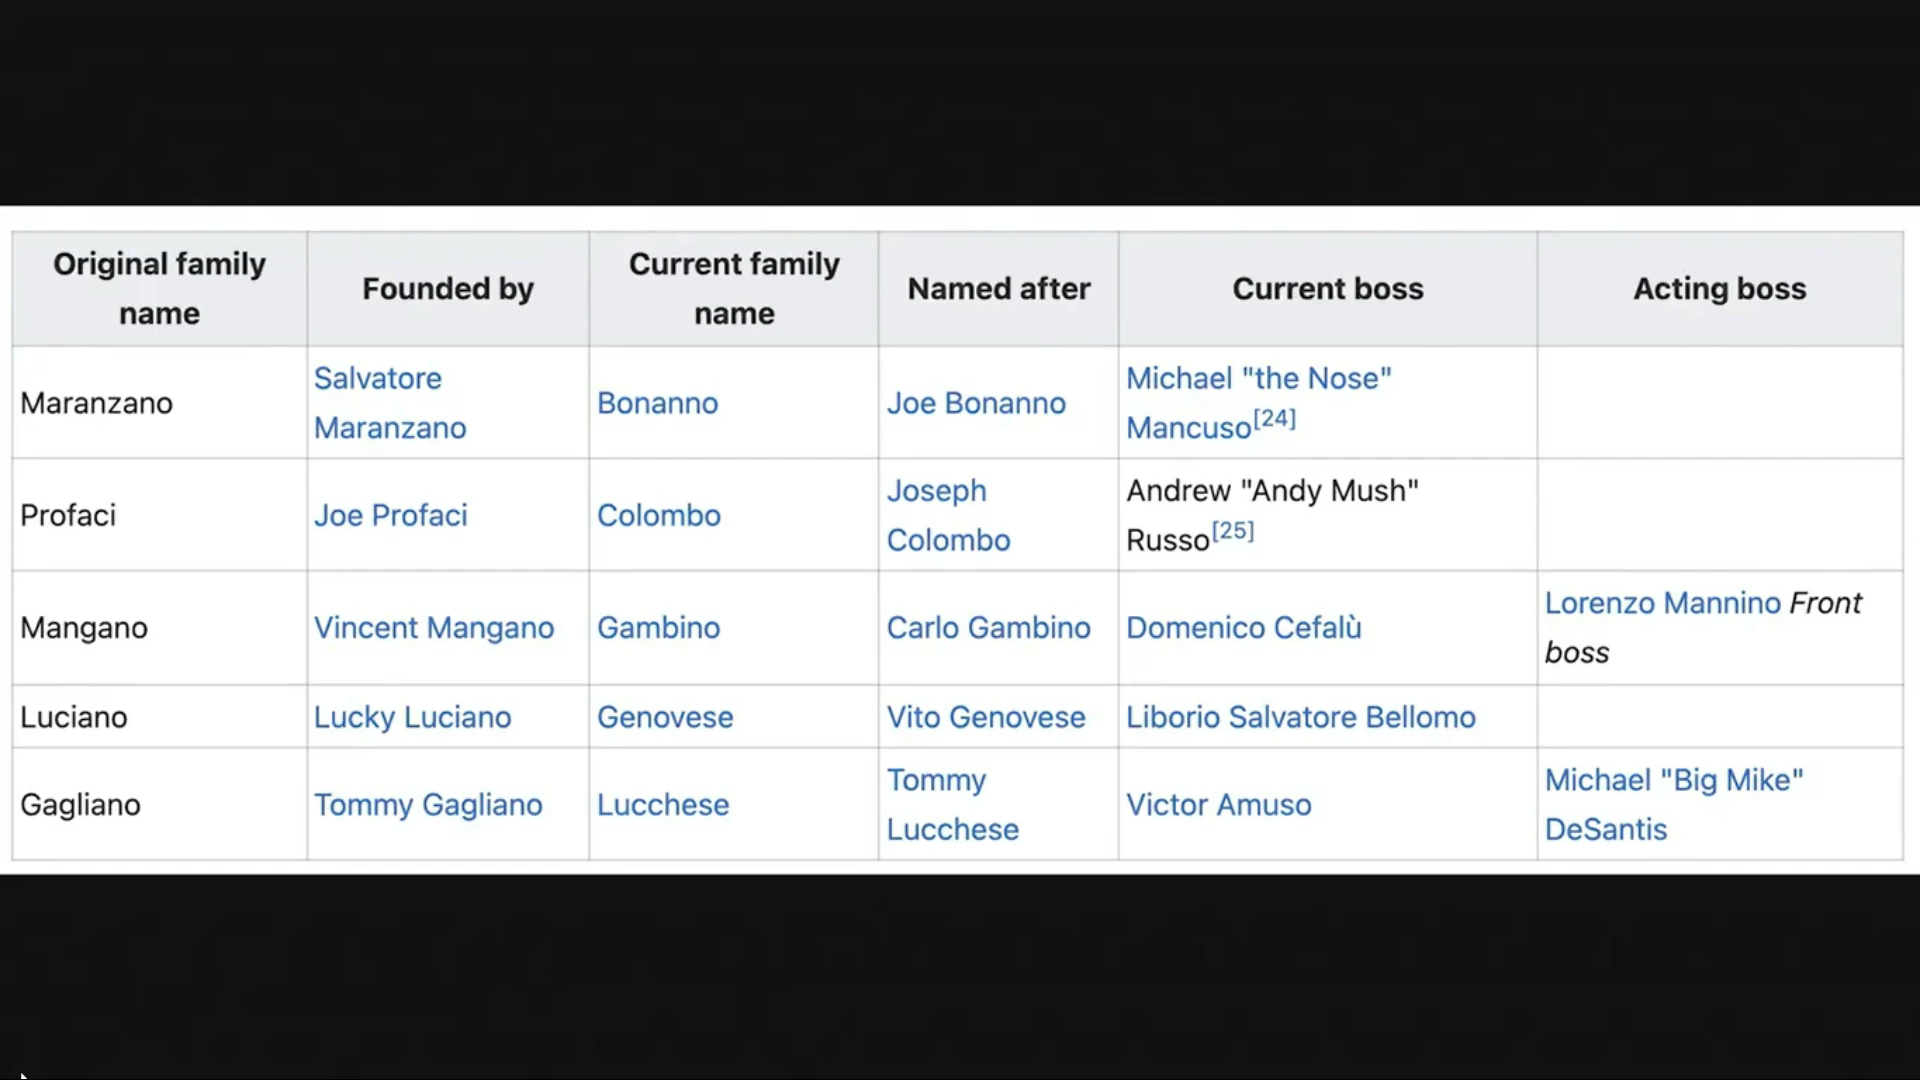 Original family
name
Founded by
Current family
name
Named after
Current boss
Acting boss
Maranzano
Salvatore
Maranzano
Bonanno
Joe Bonanno
Michael "the Nose"
Mancuso[24]
Profaci
Joe Profaci
Colombo
Joseph
Colombo
Andrew "Andy Mush"
Russo[25]
Mangano
Vincent Mangano
Gambino
Carlo Gambino
Domenico Cefalù
Lorenzo Mannino Front
boss
Luciano
Lucky Luciano
Genovese
Vito Genovese
Liborio Salvatore Bellomo
Gagliano
Tommy Gagliano
Lucchese
Tommy
Lucchese
Victor Amuso
Michael "Big Mike"
DeSantis